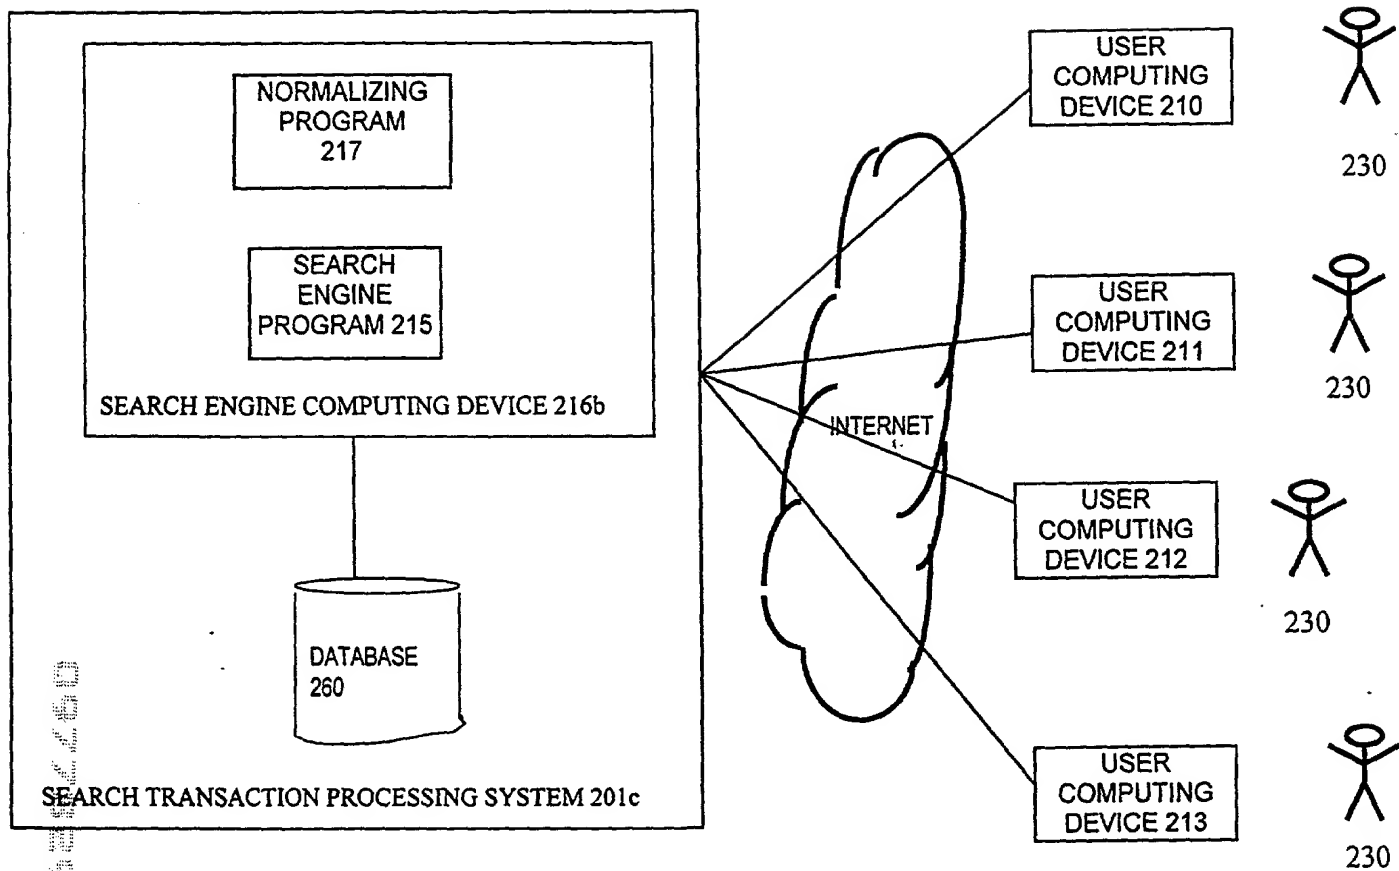 NORMALIZING
PROGRAM
217
SEARCH
ENGINE
PROGRAM 215
SEARCH ENGINE COMPUTING DEVICE 216b
DATABASE
260
SEARCH TRANSACTION PROCESSING SYSTEM 201c
INTERNET
USER
COMPUTING
DEVICE 210
230
USER
COMPUTING
DEVICE 211
230
USER
COMPUTING
DEVICE 212
230
USER
COMPUTING
DEVICE 213
230